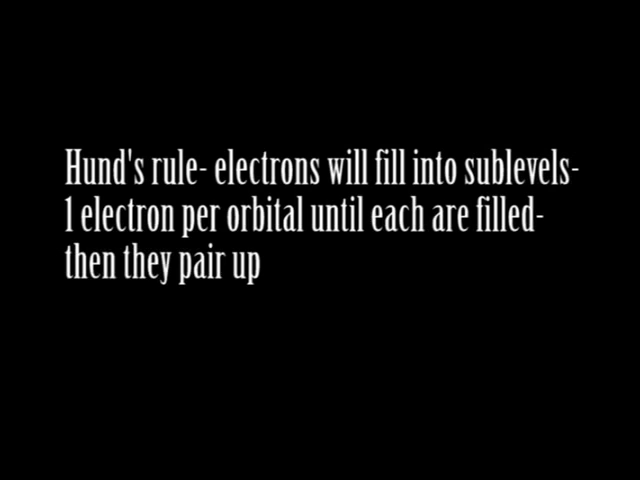 Hund's rule- electrons will fill into sublevels-
1 electron per orbital until each are filled-
then they pair up